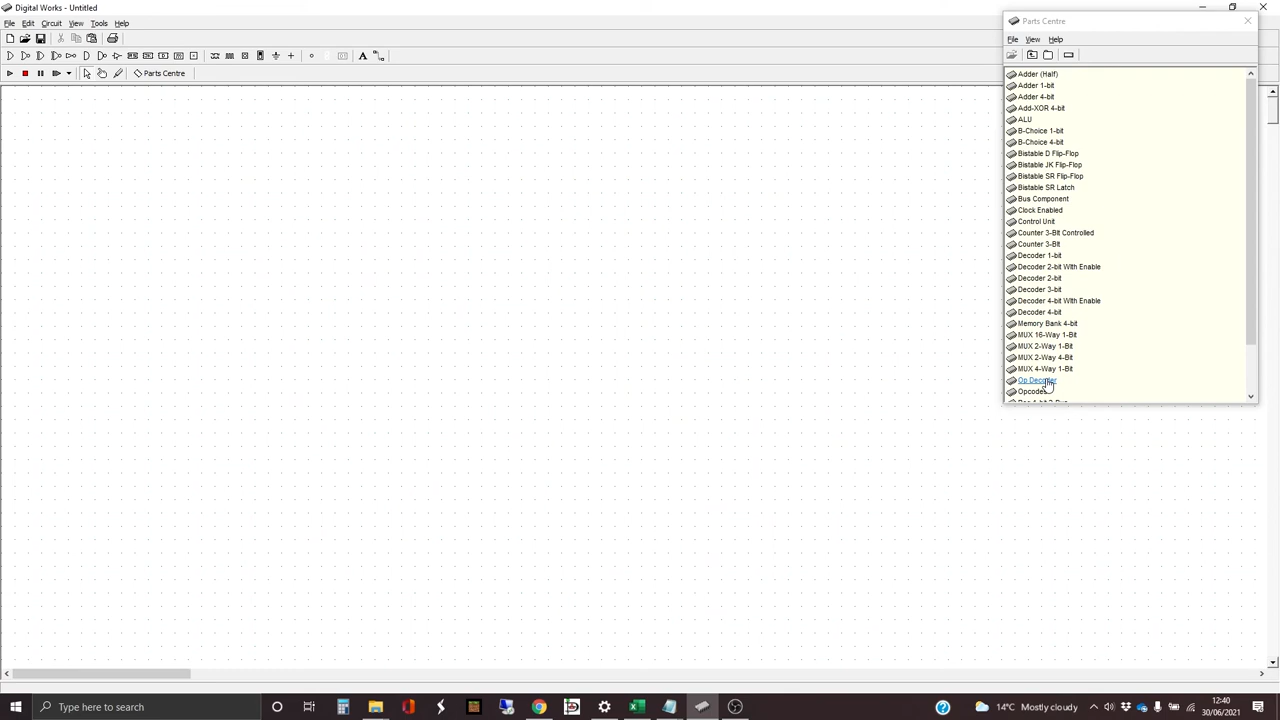 Digital Works - Untitled
File Edit Circuit View Tools Help
Parts Centre
Parts Centre
File View Help
Adder (Half)
Adder 1-bit
Adder 4-bit
Add-XOR 4-bit
ALU
B-Choice 1-bit
B-Choice 4-bit
Bistable D Flip-Flop
Bistable JK Flip-Flop
Bistable SR Flip-Flop
Bistable SR Latch
Bus Component
Clock Enabled
Control Unit
Counter 3-Bit Controlled
Counter 3-Bit
Decoder 1-bit
Decoder 2-bit With Enable
Decoder 2-bit
Decoder 3-bit
Decoder 4-bit With Enable
Decoder 4-bit
Memory Bank 4-bit
MUX 16-Way 1-Bit
MUX 2-Way 1-Bit
MUX 2-Way 4-Bit
MUX 4-Way 1-Bit
Op Decoder
Opcodes
Type here to search
14°C Mostly cloudy
12:40
30/06/2021